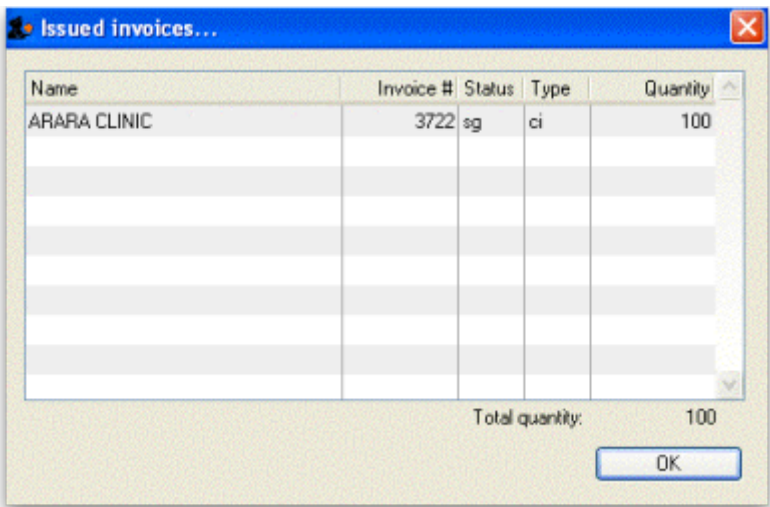 Issued invoices...
Name Invoice # Status Type Quantity
ARARA CLINIC 3722 sg ci 100
Total quantity: 100
OK